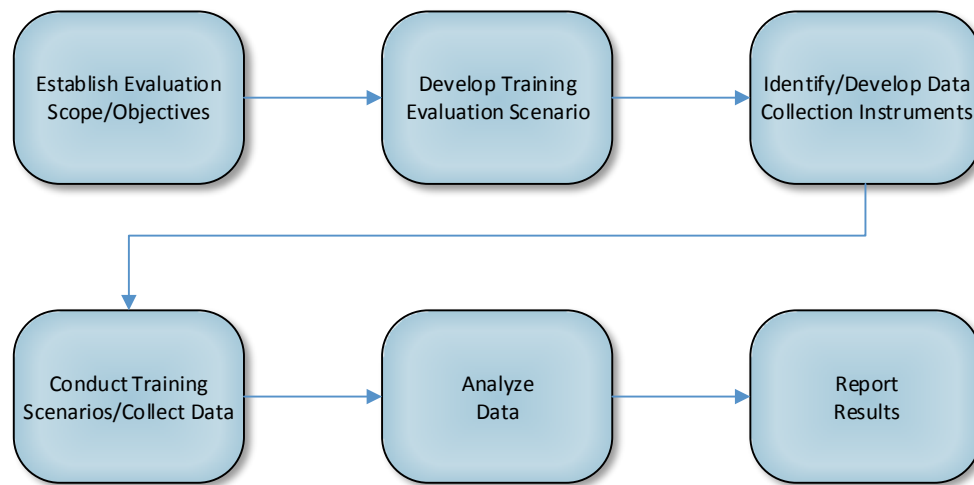 Establish Evaluation
Scope/Objectives
Develop Training
Evaluation Scenario
Identify/Develop Data
Collection Instruments
Conduct Training
Scenarios/Collect Data
Analyze
Data
Report
Results